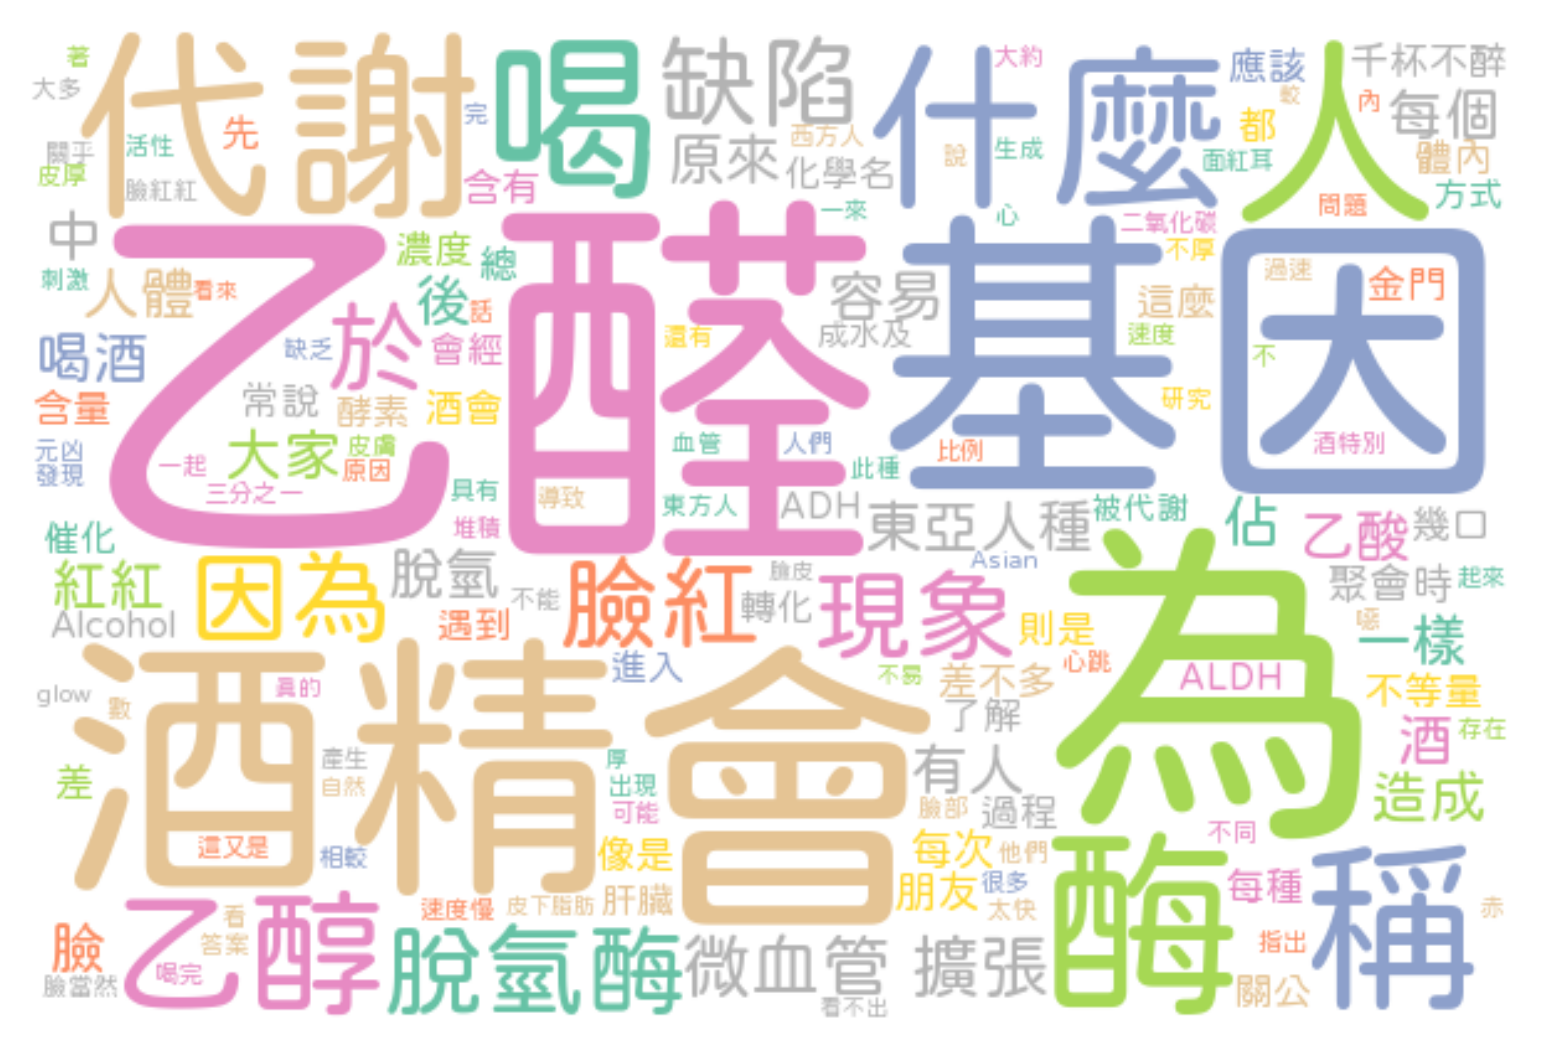 著
代謝
喝
缺陷
什麼
大約
人
應該
千杯不醉
大多
先
完
原來
西方人
較
都
內
每個
關乎
活性
含有
化學名
說
生成
面紅耳
體內
皮厚
臉紅紅
方式
問題
中
一來
心
二氧化碳
乙醛
基因
濃度
總
不厚
刺激
人體
看來
後
話
容易
這麼
過速
金門
喝酒
缺乏
於
會經
還有
成水及
速度
不
含量
常說
酵素
酒會
研究
元凶
發現
一起
大家
皮膚
原因
血管
人們
此種
比例
酒特別
三分之一
具有
導致
東方人
ADH
東亞人種
被代謝
佔
乙酸
幾口
催化
堆積
紅紅
因為
脫氫
臉紅
臉皮
現象
Asian
為
聚會時
起來
Alcohol
遇到
不能
轉化
則是
噁
一樣
酒精
會
進入
不易
差不多
心跳
ALDH
不等量
glow
數
真的
了解
酒
存在
差
產生
自然
厚
出現
可能
有人
臉部
過程
造成
這又是
相較
像是
每次
他們
不同
酶
稱
臉
乙醇
看
答案
速度慢
皮下脂肪
肝臟
朋友
很多
太快
每種
赤
臉當然
喝完
脫氫酶
微血管
擴張
指出
關公
看不出